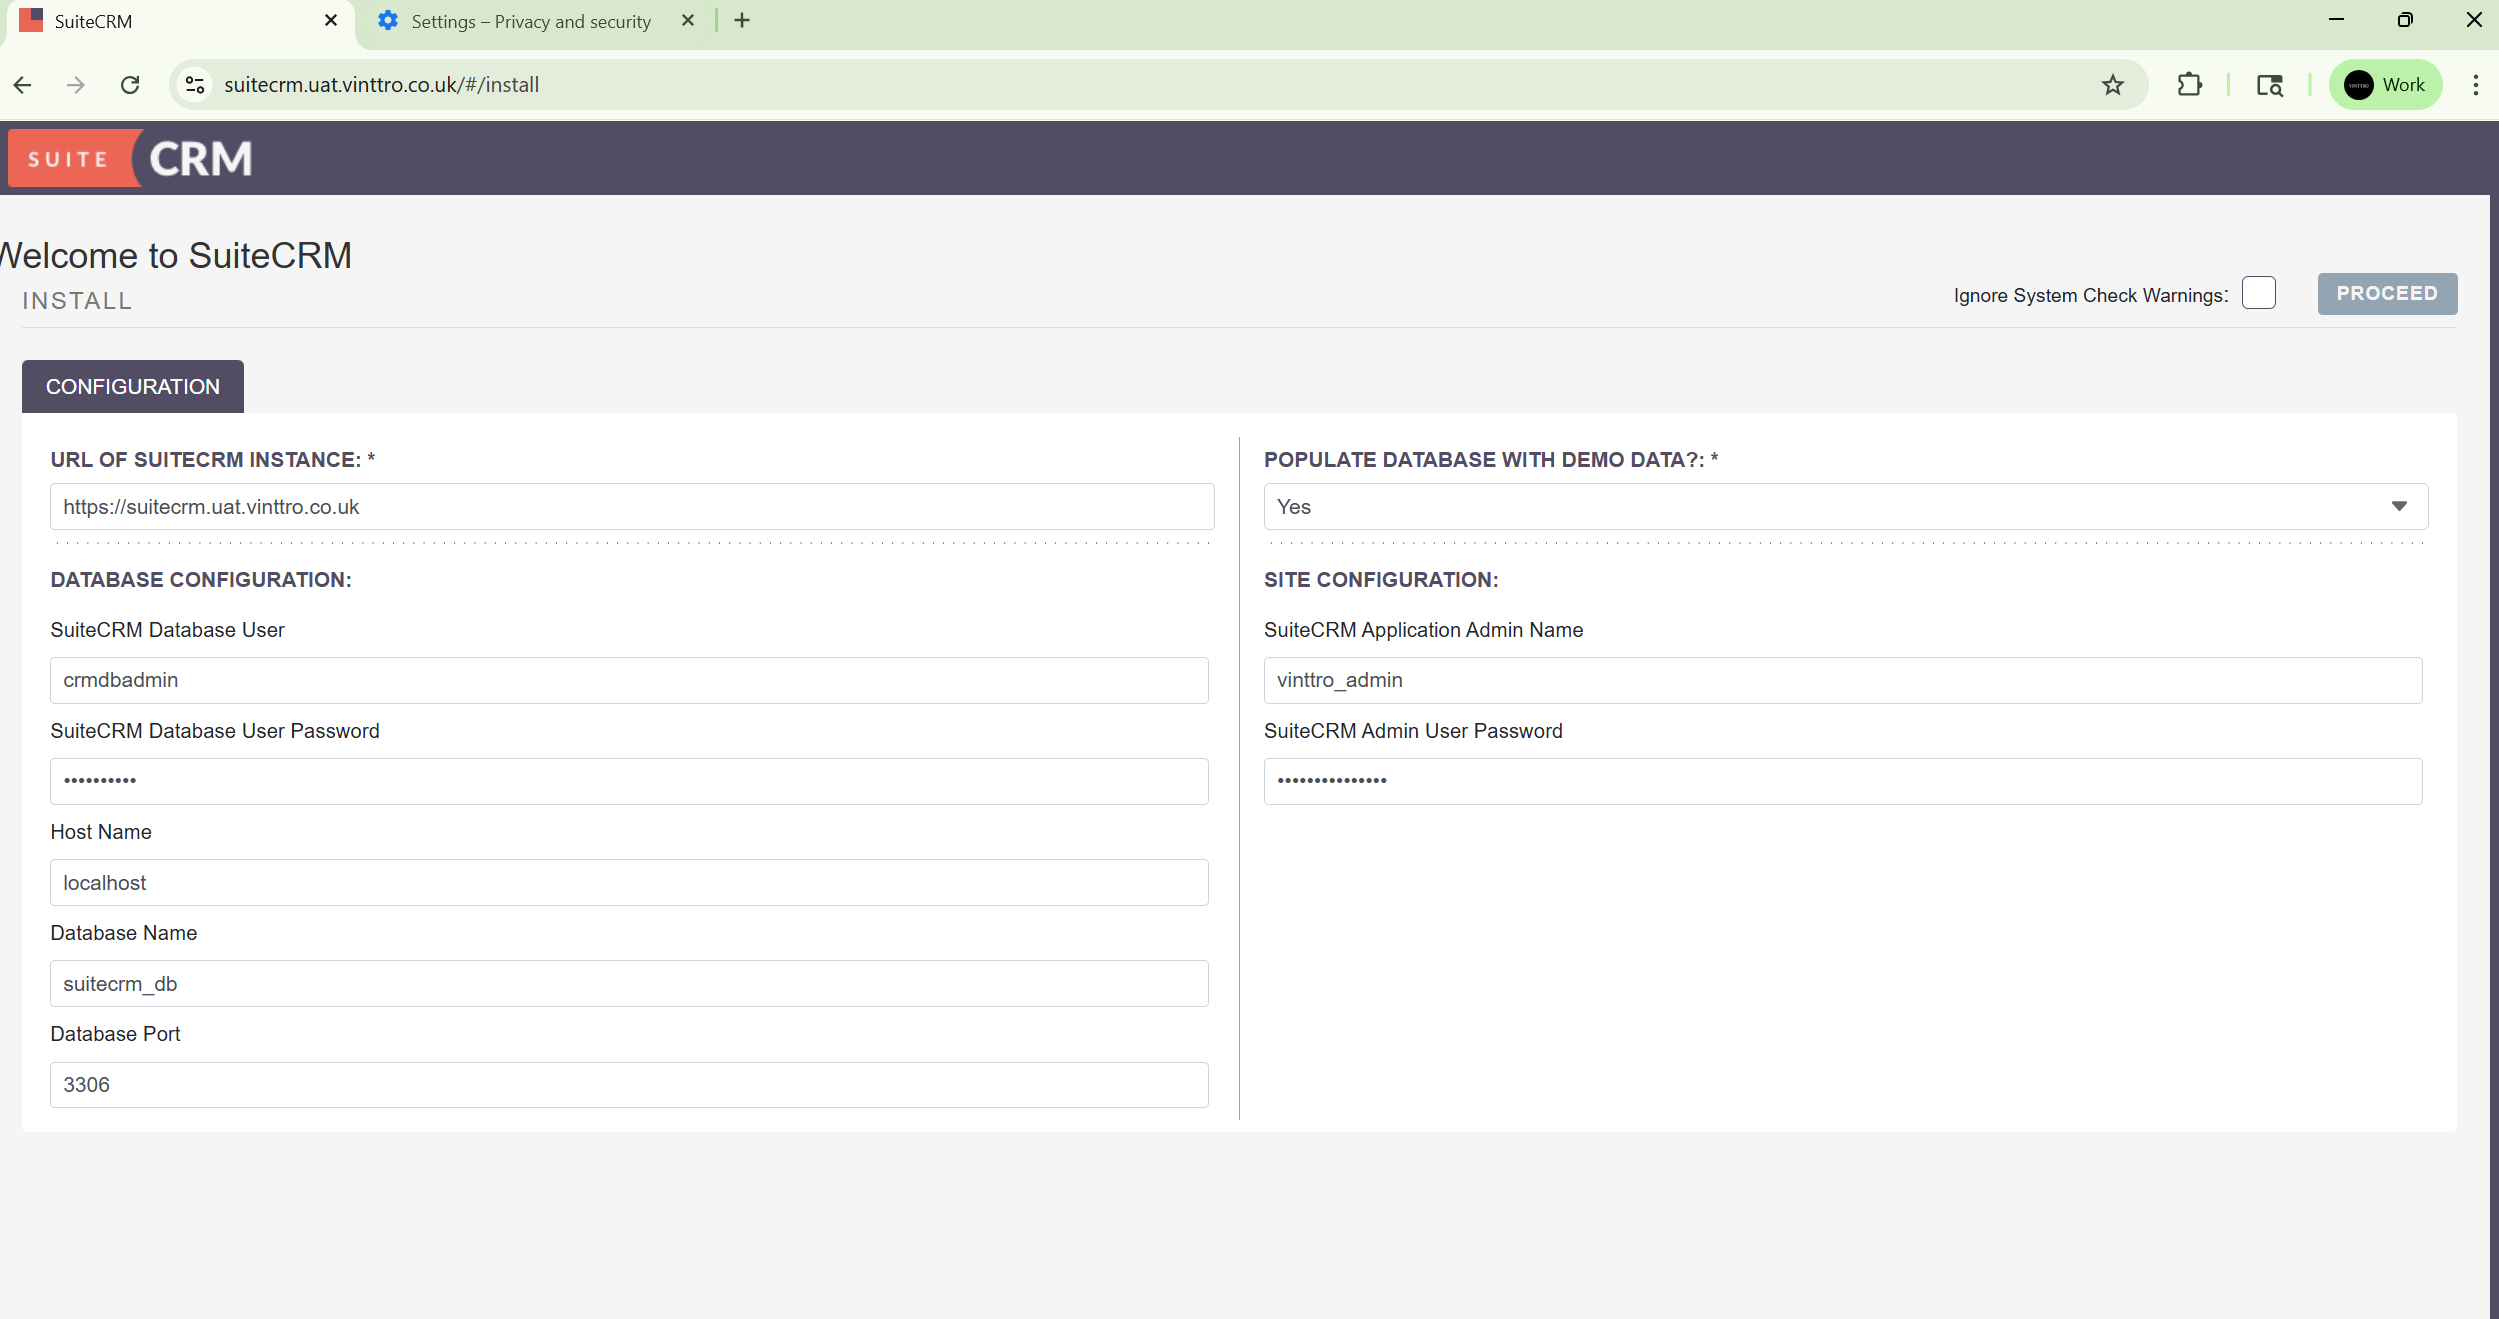 SuiteCRM
Settings – Privacy and security
suitecrm.uat.vinttro.co.uk/#/install
Work
SUITE CRM
Welcome to SuiteCRM
INSTALL
Ignore System Check Warnings:
PROCEED
CONFIGURATION
URL OF SUITECRM INSTANCE: *
https://suitecrm.uat.vinttro.co.uk
DATABASE CONFIGURATION:
SuiteCRM Database User
crmdbadmin
SuiteCRM Database User Password
••••••••••
Host Name
localhost
Database Name
suitecrm_db
Database Port
3306
POPULATE DATABASE WITH DEMO DATA?: *
Yes
SITE CONFIGURATION:
SuiteCRM Application Admin Name
vinttro_admin
SuiteCRM Admin User Password
•••••••••••••••